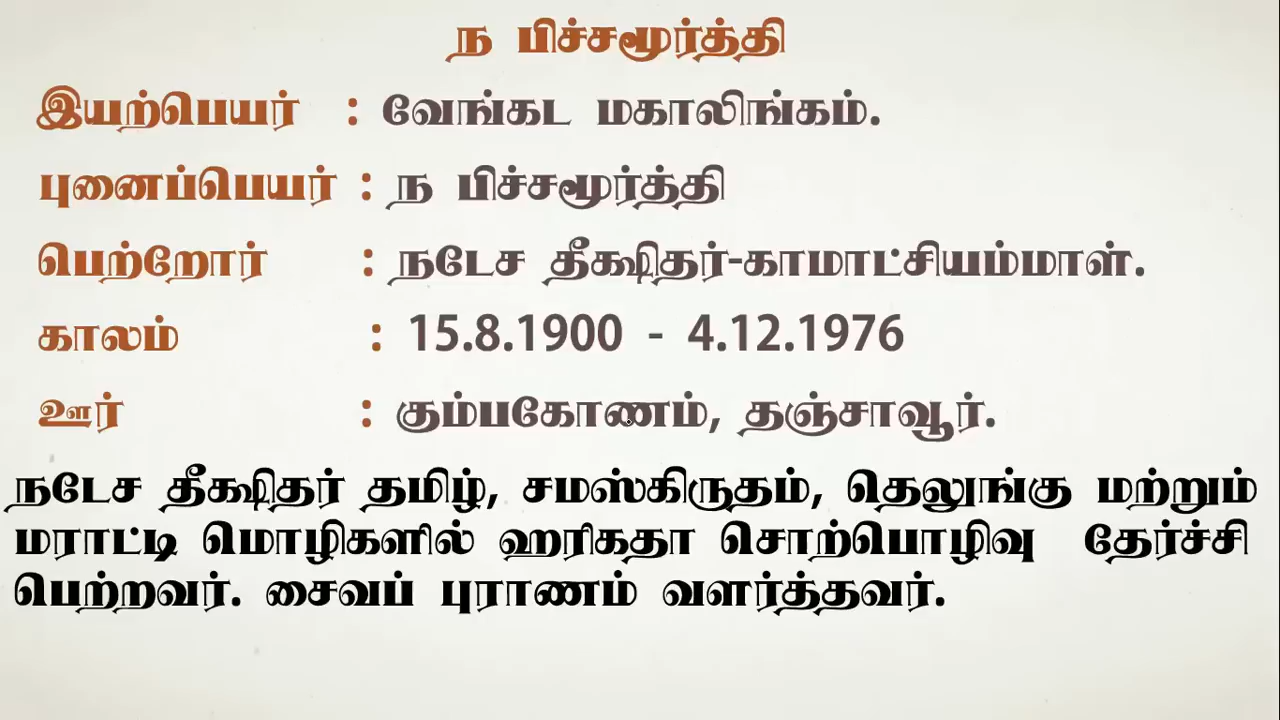 ந பிச்சமூர்த்தி
இயற்பெயர் : வேங்கட மகாலிங்கம்.
புனைப்பெயர் : ந பிச்சமூர்த்தி
பெற்றோர் : நடேச தீக்ஷிதர்-காமாட்சியம்மாள்.
காலம் : 15.8.1900 - 4.12.1976
ஊர் : கும்பகோணம், தஞ்சாவூர்.
நடேச தீக்ஷிதர் தமிழ், சமஸ்கிருதம், தெலுங்கு மற்றும்
மராட்டி மொழிகளில் ஹரிகதா சொற்பொழிவு தேர்ச்சி
பெற்றவர். சைவப் புராணம் வளர்த்தவர்.